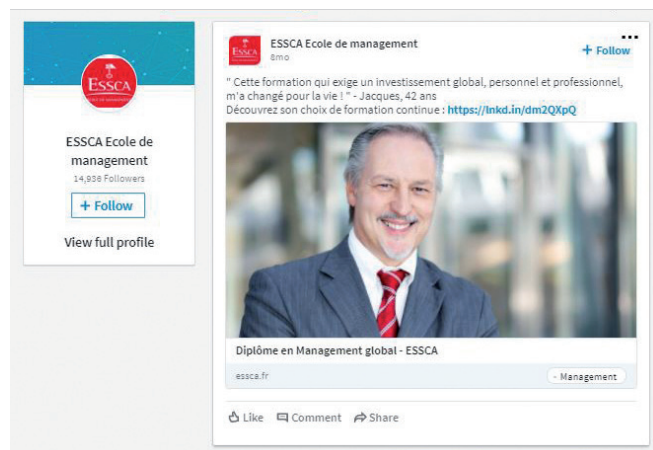 ESSCA
ESSCA Ecole de
management
14,938 Followers
+ Follow
View full profile
ESSCA
ESSCA Ecole de management
8mo
+ Follow
" Cette formation qui exige un investissement global, personnel et professionnel,
m'a changé pour la vie ! " - Jacques, 42 ans
Découvrez son choix de formation continue : https://lnkd.in/dm2QXpQ
Diplôme en Management global - ESSCA
essca.fr
- Management
Like Comment Share